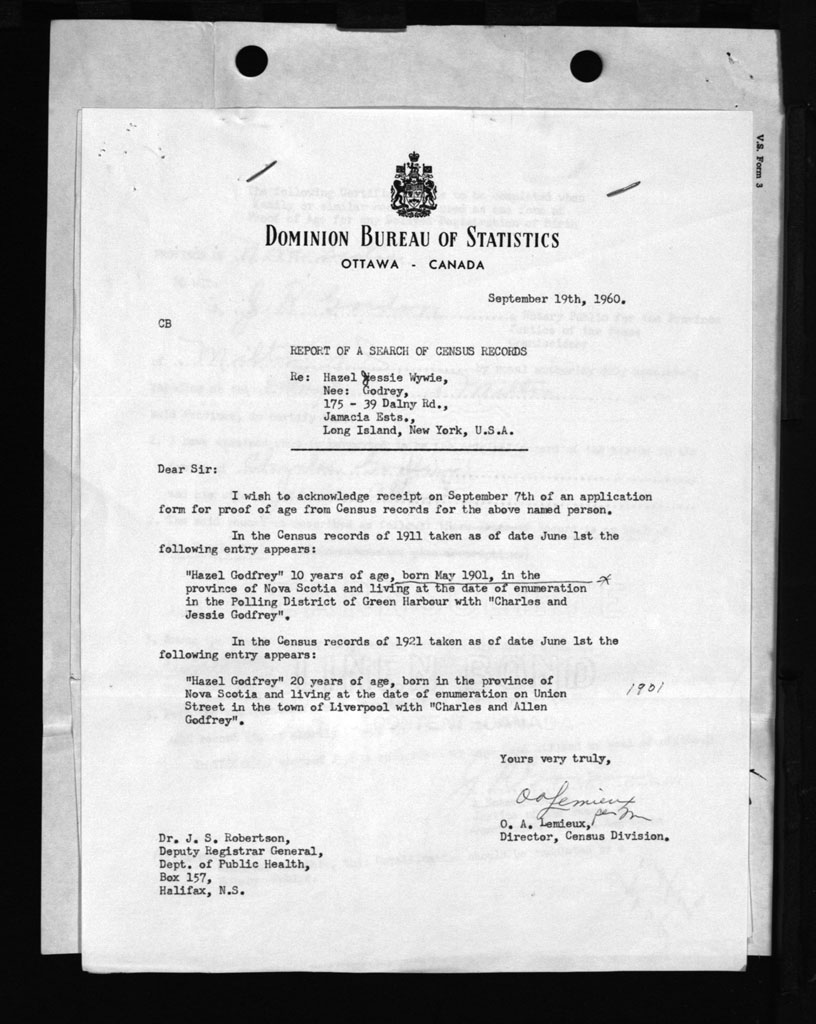 V.S. Form 3
DOMINION BUREAU OF STATISTICS
OTTAWA - CANADA
September 19th, 1960.
CB
REPORT OF A SEARCH OF CENSUS RECORDS
Re: Hazel Jessie Wywie,
Nee: Godrey,
175 - 39 Dalny Rd.,
Jamacia Ests.,
Long Island, New York, U.S.A.
Dear Sir:
I wish to acknowledge receipt on September 7th of an application
form for proof of age from Census records for the above named person.
In the Census records of 1911 taken as of date June 1st the
following entry appears:
"Hazel Godfrey" 10 years of age, born May 1901, in the
province of Nova Scotia and living at the date of enumeration
in the Polling District of Green Harbour with "Charles and
Jessie Godfrey".
In the Census records of 1921 taken as of date June 1st the
following entry appears:
"Hazel Godfrey" 20 years of age, born in the province of
Nova Scotia and living at the date of enumeration on Union
Street in the town of Liverpool with "Charles and Allen
Godfrey".
1901
Yours very truly,
OALemieux
per
O. A. Lemieux,
Director, Census Division.
Dr. J. S. Robertson,
Deputy Registrar General,
Dept. of Public Health,
Box 157,
Halifax, N.S.